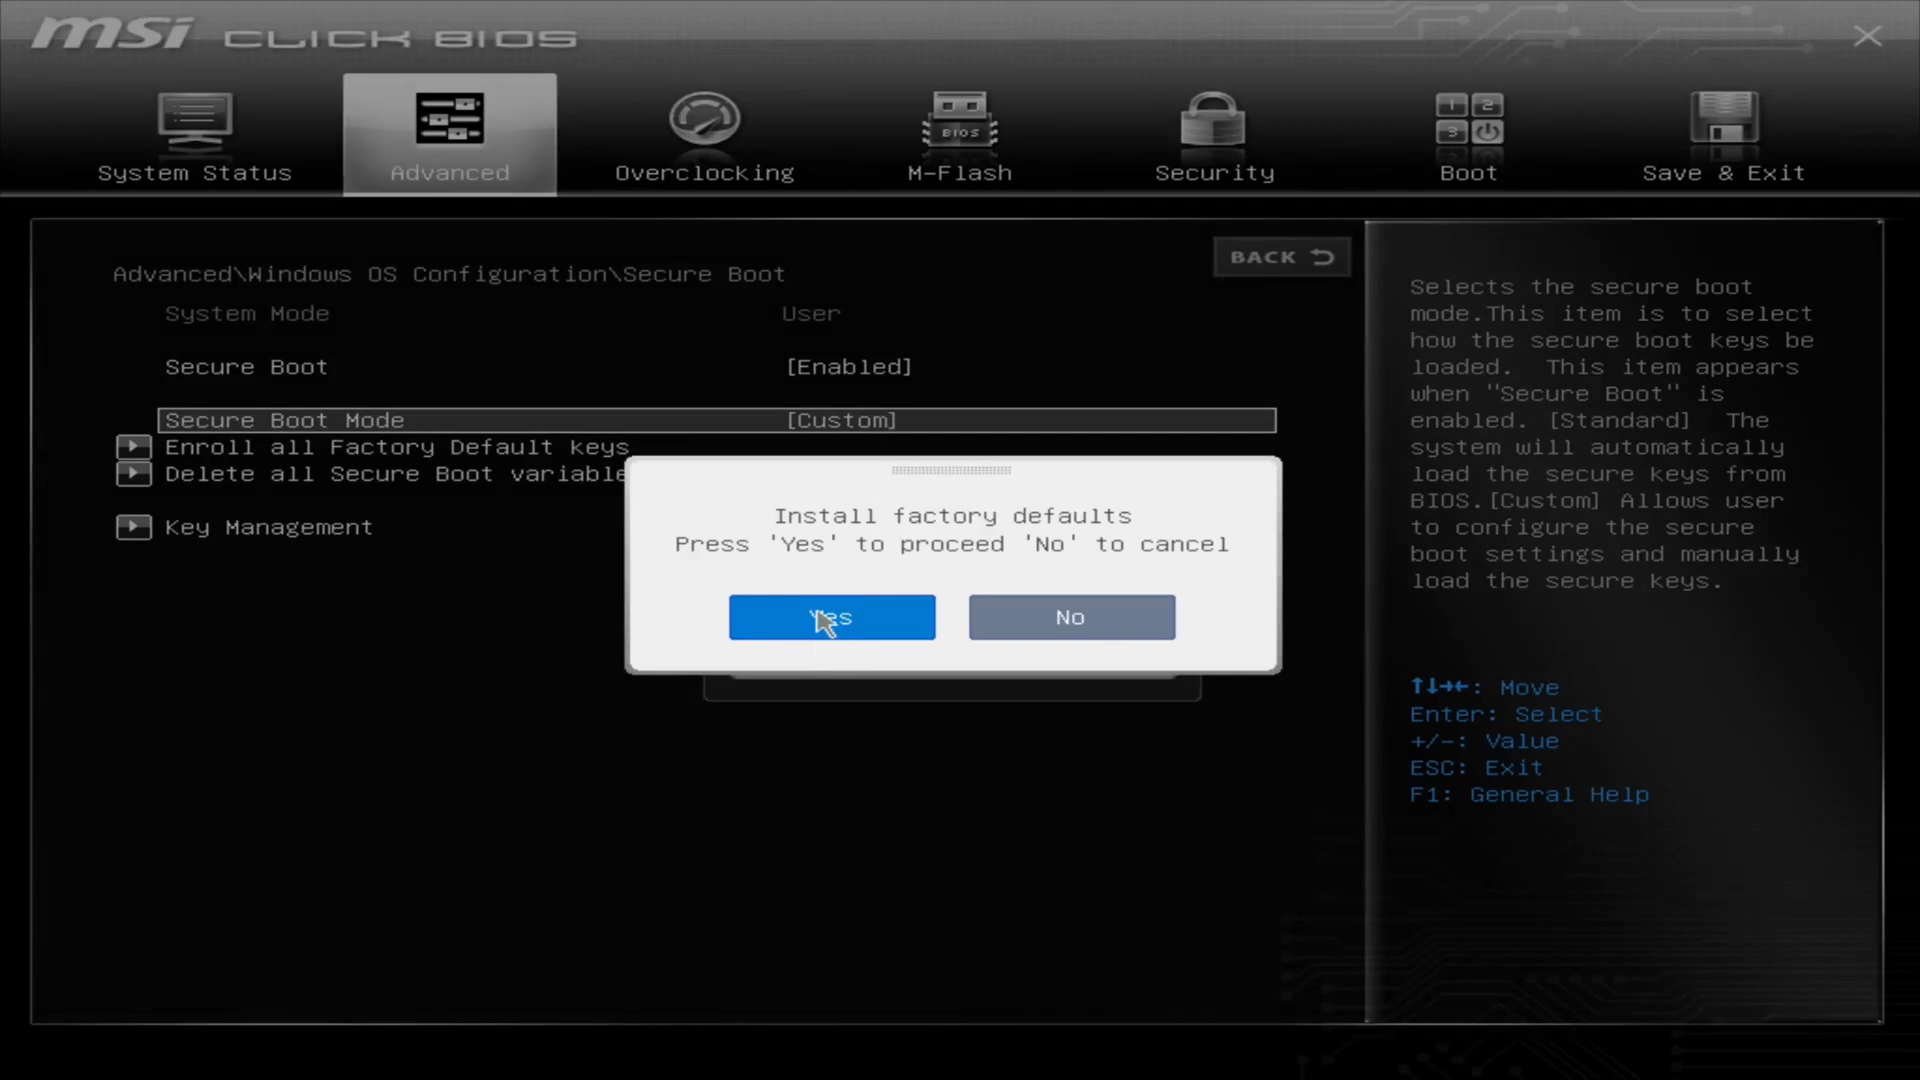 msi CLICK BIOS
System Status
Advanced
Overclocking
BIOS
M-Flash
Security
1 2
3
Boot
Save & Exit
BACK
Advanced\Windows OS Configuration\Secure Boot
System Mode User
Secure Boot [Enabled]
Secure Boot Mode [Custom]
Enroll all Factory Default keys
Delete all Secure Boot variable
Key Management
Install factory defaults
Press 'Yes' to proceed 'No' to cancel
Yes
No
Selects the secure boot
mode.This item is to select
how the secure boot keys be
loaded. This item appears
when "Secure Boot" is
enabled. [Standard] The
system will automatically
load the secure keys from
BIOS.[Custom] Allows user
to configure the secure
boot settings and manually
load the secure keys.
↑↓→←: Move
Enter: Select
+/-: Value
ESC: Exit
F1: General Help